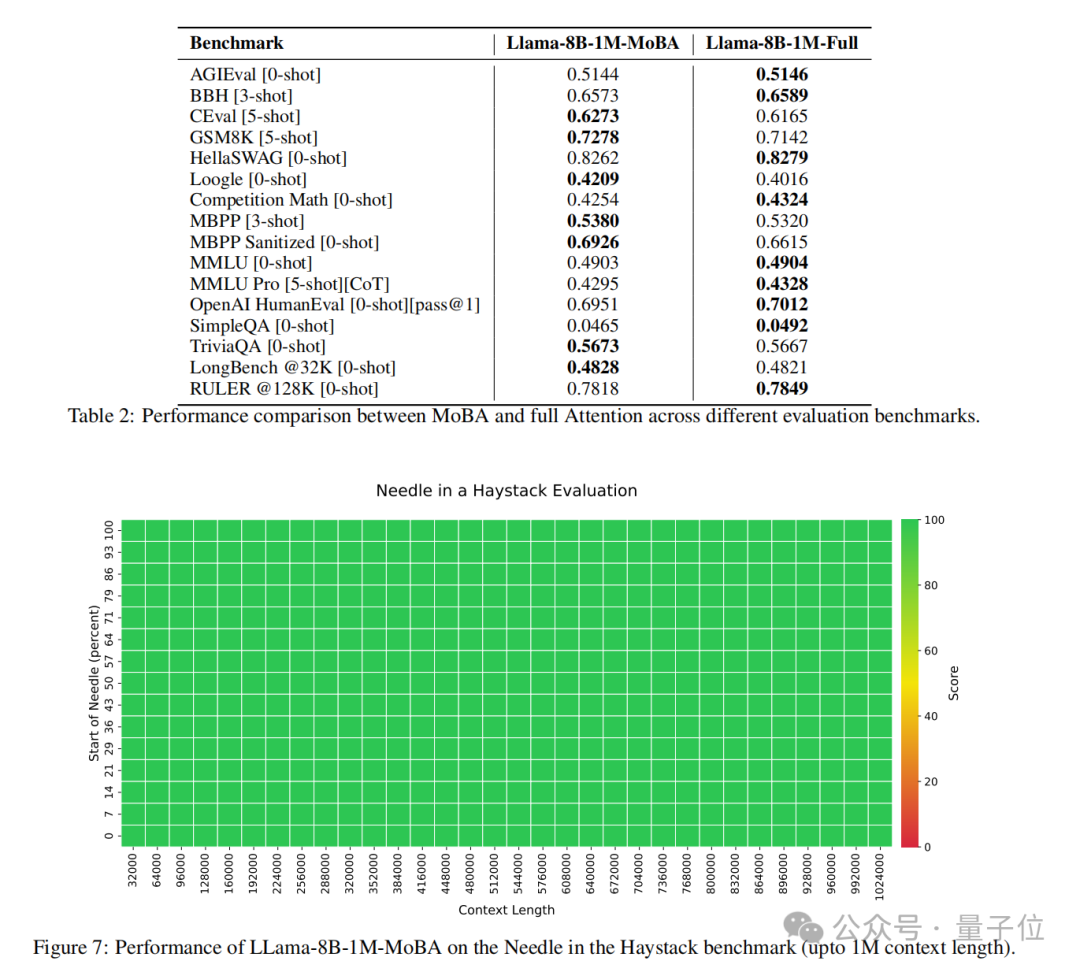 Benchmark Llama-8B-1M-MoBA Llama-8B-1M-Full
AGIEval [0-shot] 0.5144 0.5146
BBH [3-shot] 0.6573 0.6589
CEval [5-shot] 0.6273 0.6165
GSM8K [5-shot] 0.7278 0.7142
HellaSWAG [0-shot] 0.8262 0.8279
Loogle [0-shot] 0.4209 0.4016
Competition Math [0-shot] 0.4254 0.4324
MBPP [3-shot] 0.5380 0.5320
MBPP Sanitized [0-shot] 0.6926 0.6615
MMLU [0-shot] 0.4903 0.4904
MMLU Pro [5-shot][CoT] 0.4295 0.4328
OpenAI HumanEval [0-shot][pass@1] 0.6951 0.7012
SimpleQA [0-shot] 0.0465 0.0492
TriviaQA [0-shot] 0.5673 0.5667
LongBench @32K [0-shot] 0.4828 0.4821
RULER @128K [0-shot] 0.7818 0.7849
Table 2: Performance comparison between MoBA and full Attention across different evaluation benchmarks.
Needle in a Haystack Evaluation
Start of Needle (percent)
100
93
86
79
71
64
57
50
43
36
29
21
14
7
0
32000 64000 96000 128000 160000 192000 224000 256000 288000 320000 352000 384000 416000 448000 480000 512000 544000 576000 608000 640000 672000 704000 736000 768000 800000 832000 864000 896000 928000 960000 992000 1024000
Context Length
100
80
60
40
20
0
Score
公众号 · 量子位
Figure 7: Performance of LLama-8B-1M-MoBA on the Needle in the Haystack benchmark (upto 1M context length).